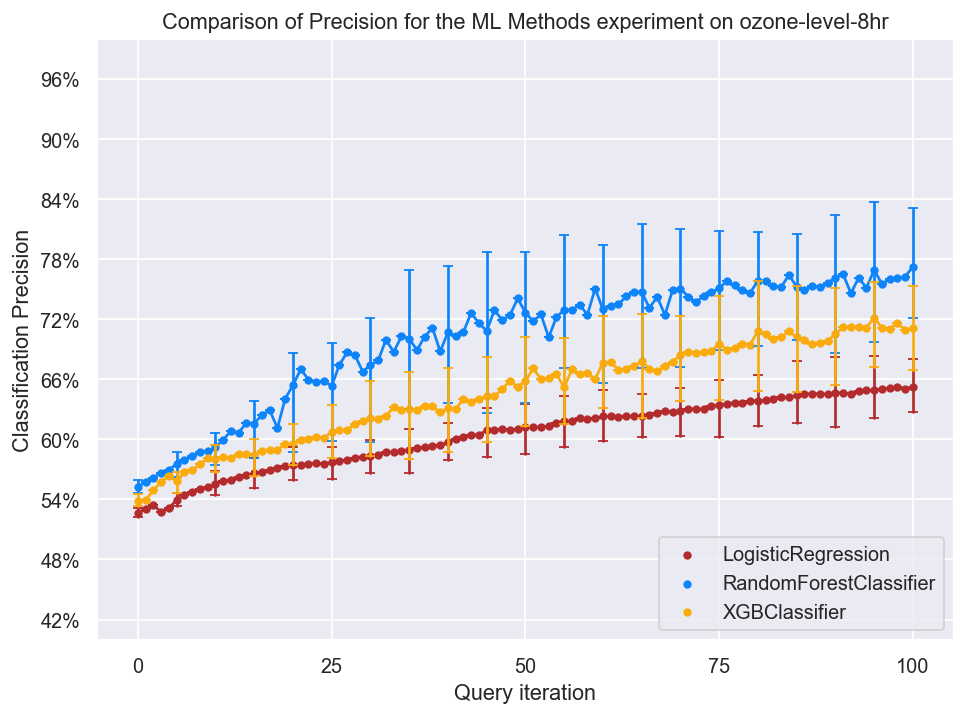 Comparison of Precision for the ML Methods experiment on ozone-level-8hr
Classification Precision
96%
90%
84%
78%
72%
66%
60%
54%
48%
42%
LogisticRegression
RandomForestClassifier
XGBClassifier
0 25 50 75 100
Query iteration